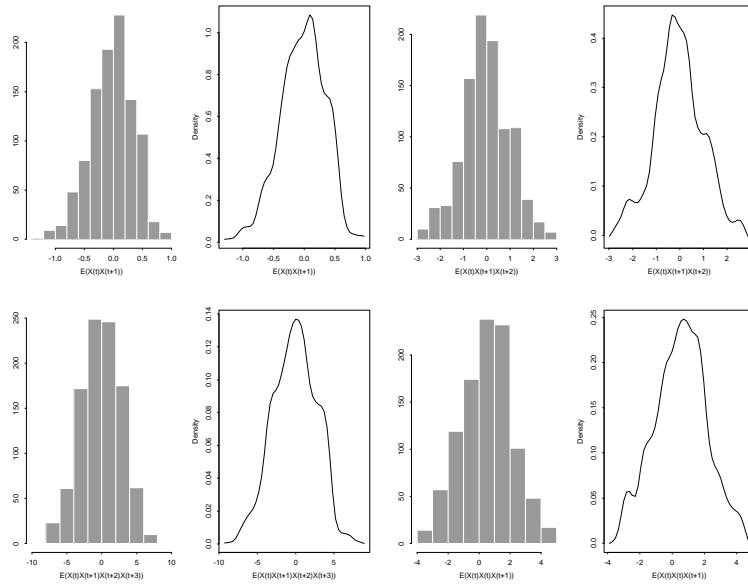 200
150
100
50
0
-1.0 -0.5 0.0 0.5 1.0
E(X(t)X(t+1))
Density
1.0
0.8
0.6
0.4
0.2
0.0
-1.0 -0.5 0.0 0.5 1.0
E(X(t)X(t+1))
200
150
100
50
0
-3 -2 -1 0 1 2 3
E(X(t)X(t+1)X(t+2))
Density
0.4
0.3
0.2
0.1
0.0
-3 -2 -1 0 1 2
E(X(t)X(t+1)X(t+2))
250
200
150
100
50
0
-10 -5 0 5 10
E(X(t)X(t+1)X(t+2)X(t+3))
Density
0.14
0.12
0.10
0.08
0.06
0.04
0.02
0.0
-10 -5 0 5
E(X(t)X(t+1)X(t+2)X(t+3))
200
150
100
50
0
-4 -2 0 2 4
E(X(t)X(t)X(t+1))
Density
0.25
0.20
0.15
0.10
0.05
0.0
-4 -2 0 2 4
E(X(t)X(t)X(t+1))